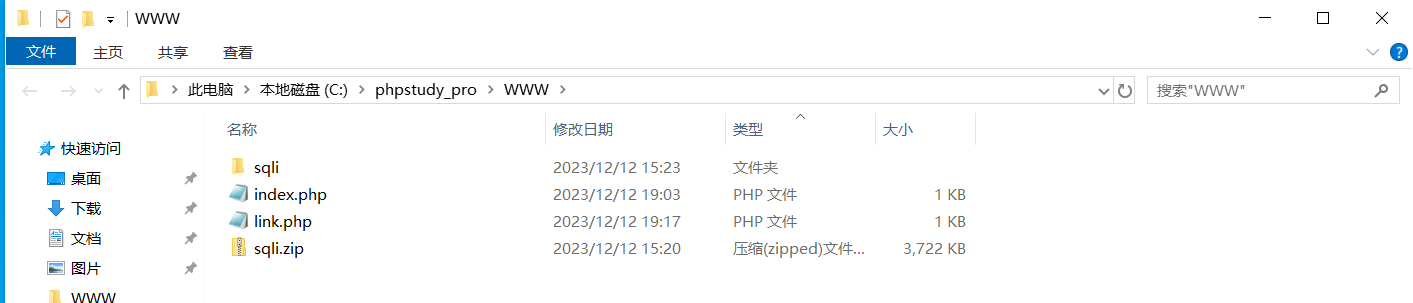 WWW
文件 主页 共享 查看
此电脑 本地磁盘 (C:) phpstudy_pro WWW 搜索"WWW"
名称 修改日期 类型 大小
快速访问
桌面
下载
文档
图片
WWW
sqli 2023/12/12 15:23 文件夹
index.php 2023/12/12 19:03 PHP 文件 1 KB
link.php 2023/12/12 19:17 PHP 文件 1 KB
sqli.zip 2023/12/12 15:20 压缩(zipped)文件... 3,722 KB